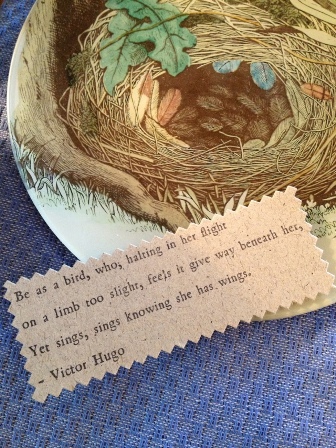 Be as a bird, who, halting in her flight
on a limb too slight, feels it give way beneath her,
Yet sings, sings knowing she has wings.
- Victor Hugo